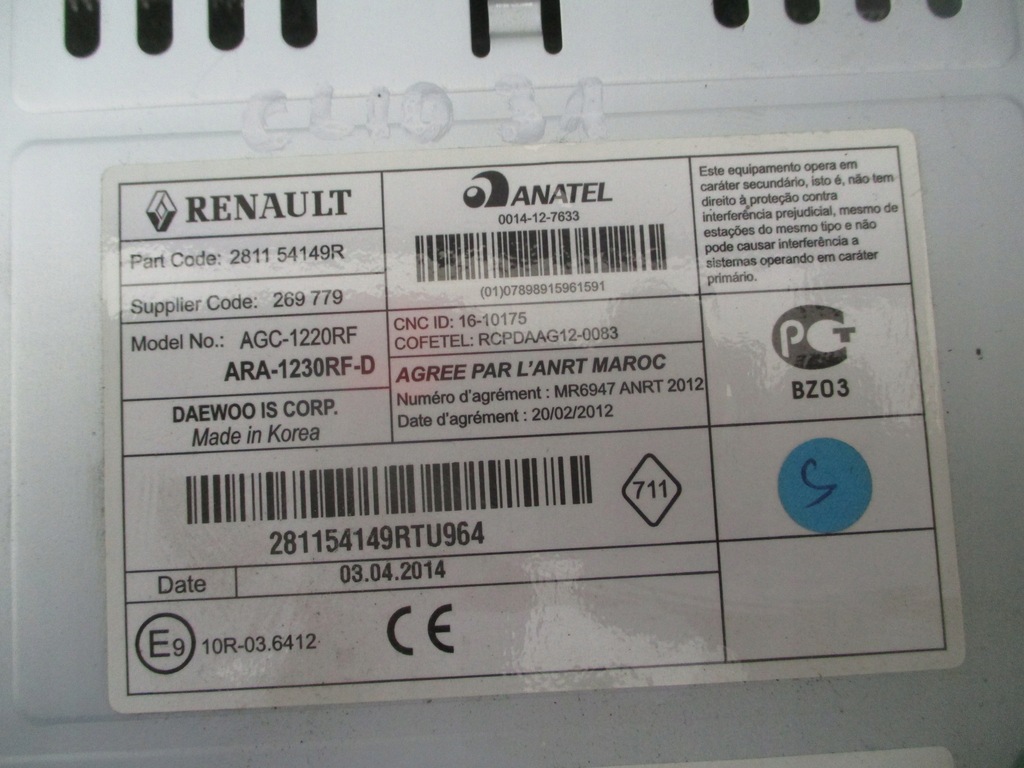 CLIO 3A
RENAULT
Part Code: 2811 54149R
Supplier Code: 269 779
Model No.: AGC-1220RF
ARA-1230RF-D
DAEWOO IS CORP.
Made in Korea
ANATEL
0014-12-7633
(01)07898915961591
CNC ID: 16-10175
COFETEL: RCPDAAG12-0083
AGREE PAR L'ANRT MAROC
Numéro d'agrément : MR6947 ANRT 2012
Date d'agrément : 20/02/2012
Este equipamento opera em
caráter secundário, isto é, não tem
direito à proteção contra
interferência prejudicial, mesmo de
estações do mesmo tipo e não
pode causar interferência a
sistemas operando em caráter
primário.
РСТ
BZ03
281154149RTU964
711
5
Date 03.04.2014
E9 10R-03.6412
CE